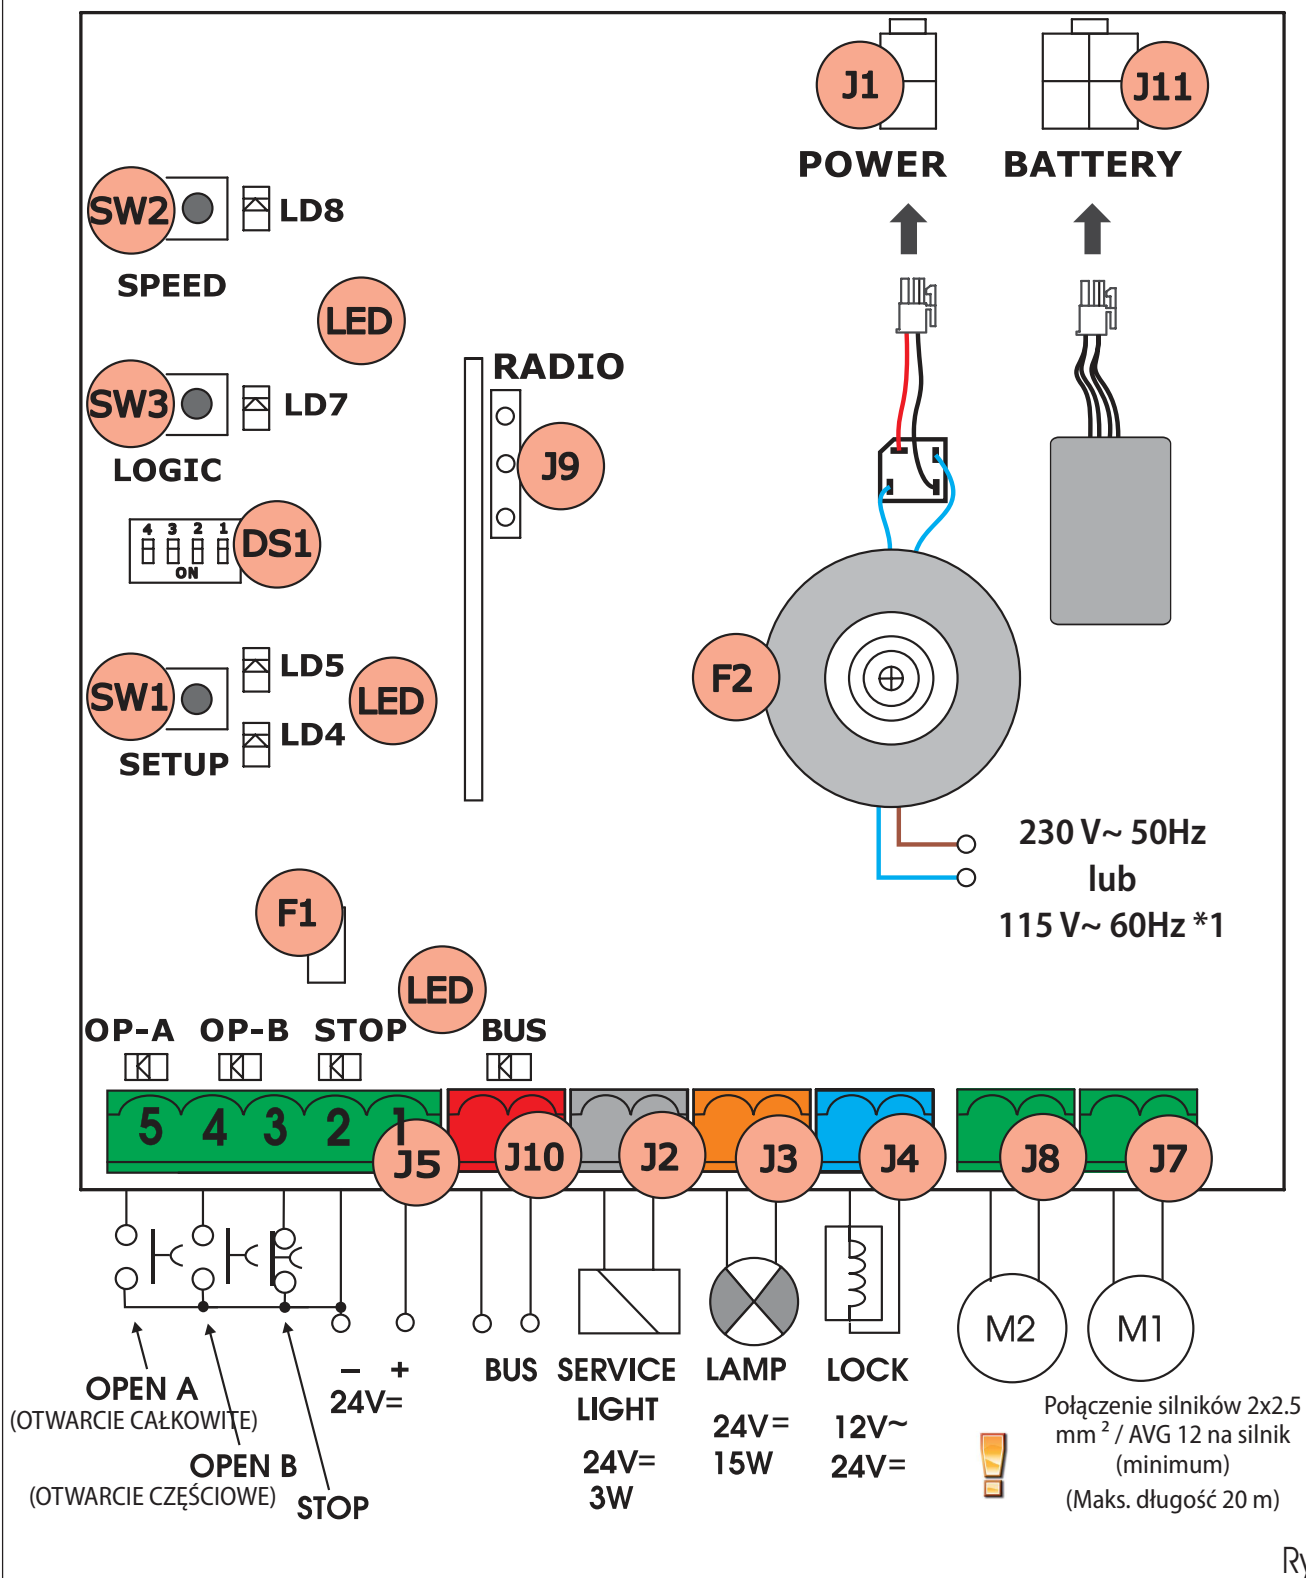 J1
J11
POWER
BATTERY
SW2
LD8
SPEED
LED
RADIO
SW3
LD7
LOGIC
J9
4 3 2 1
ON
DS1
SW1
LD5
LED
LD4
SETUP
F2
230 V~ 50Hz
lub
115 V~ 60Hz *1
F1
LED
OP-A
OP-B
STOP
BUS
5 4 3 2 1
J5
J10
J2
J3
J4
J8
J7
M2
M1
– +
24V=
BUS
SERVICE
LIGHT
24V=
3W
LAMP
24V=
15W
LOCK
12V~
24V=
OPEN A
(OTWARCIE CAŁKOWITE)
OPEN B
(OTWARCIE CZĘŚCIOWE)
STOP
Połączenie silników 2x2.5
mm ² / AVG 12 na silnik
(minimum)
(Maks. długość 20 m)